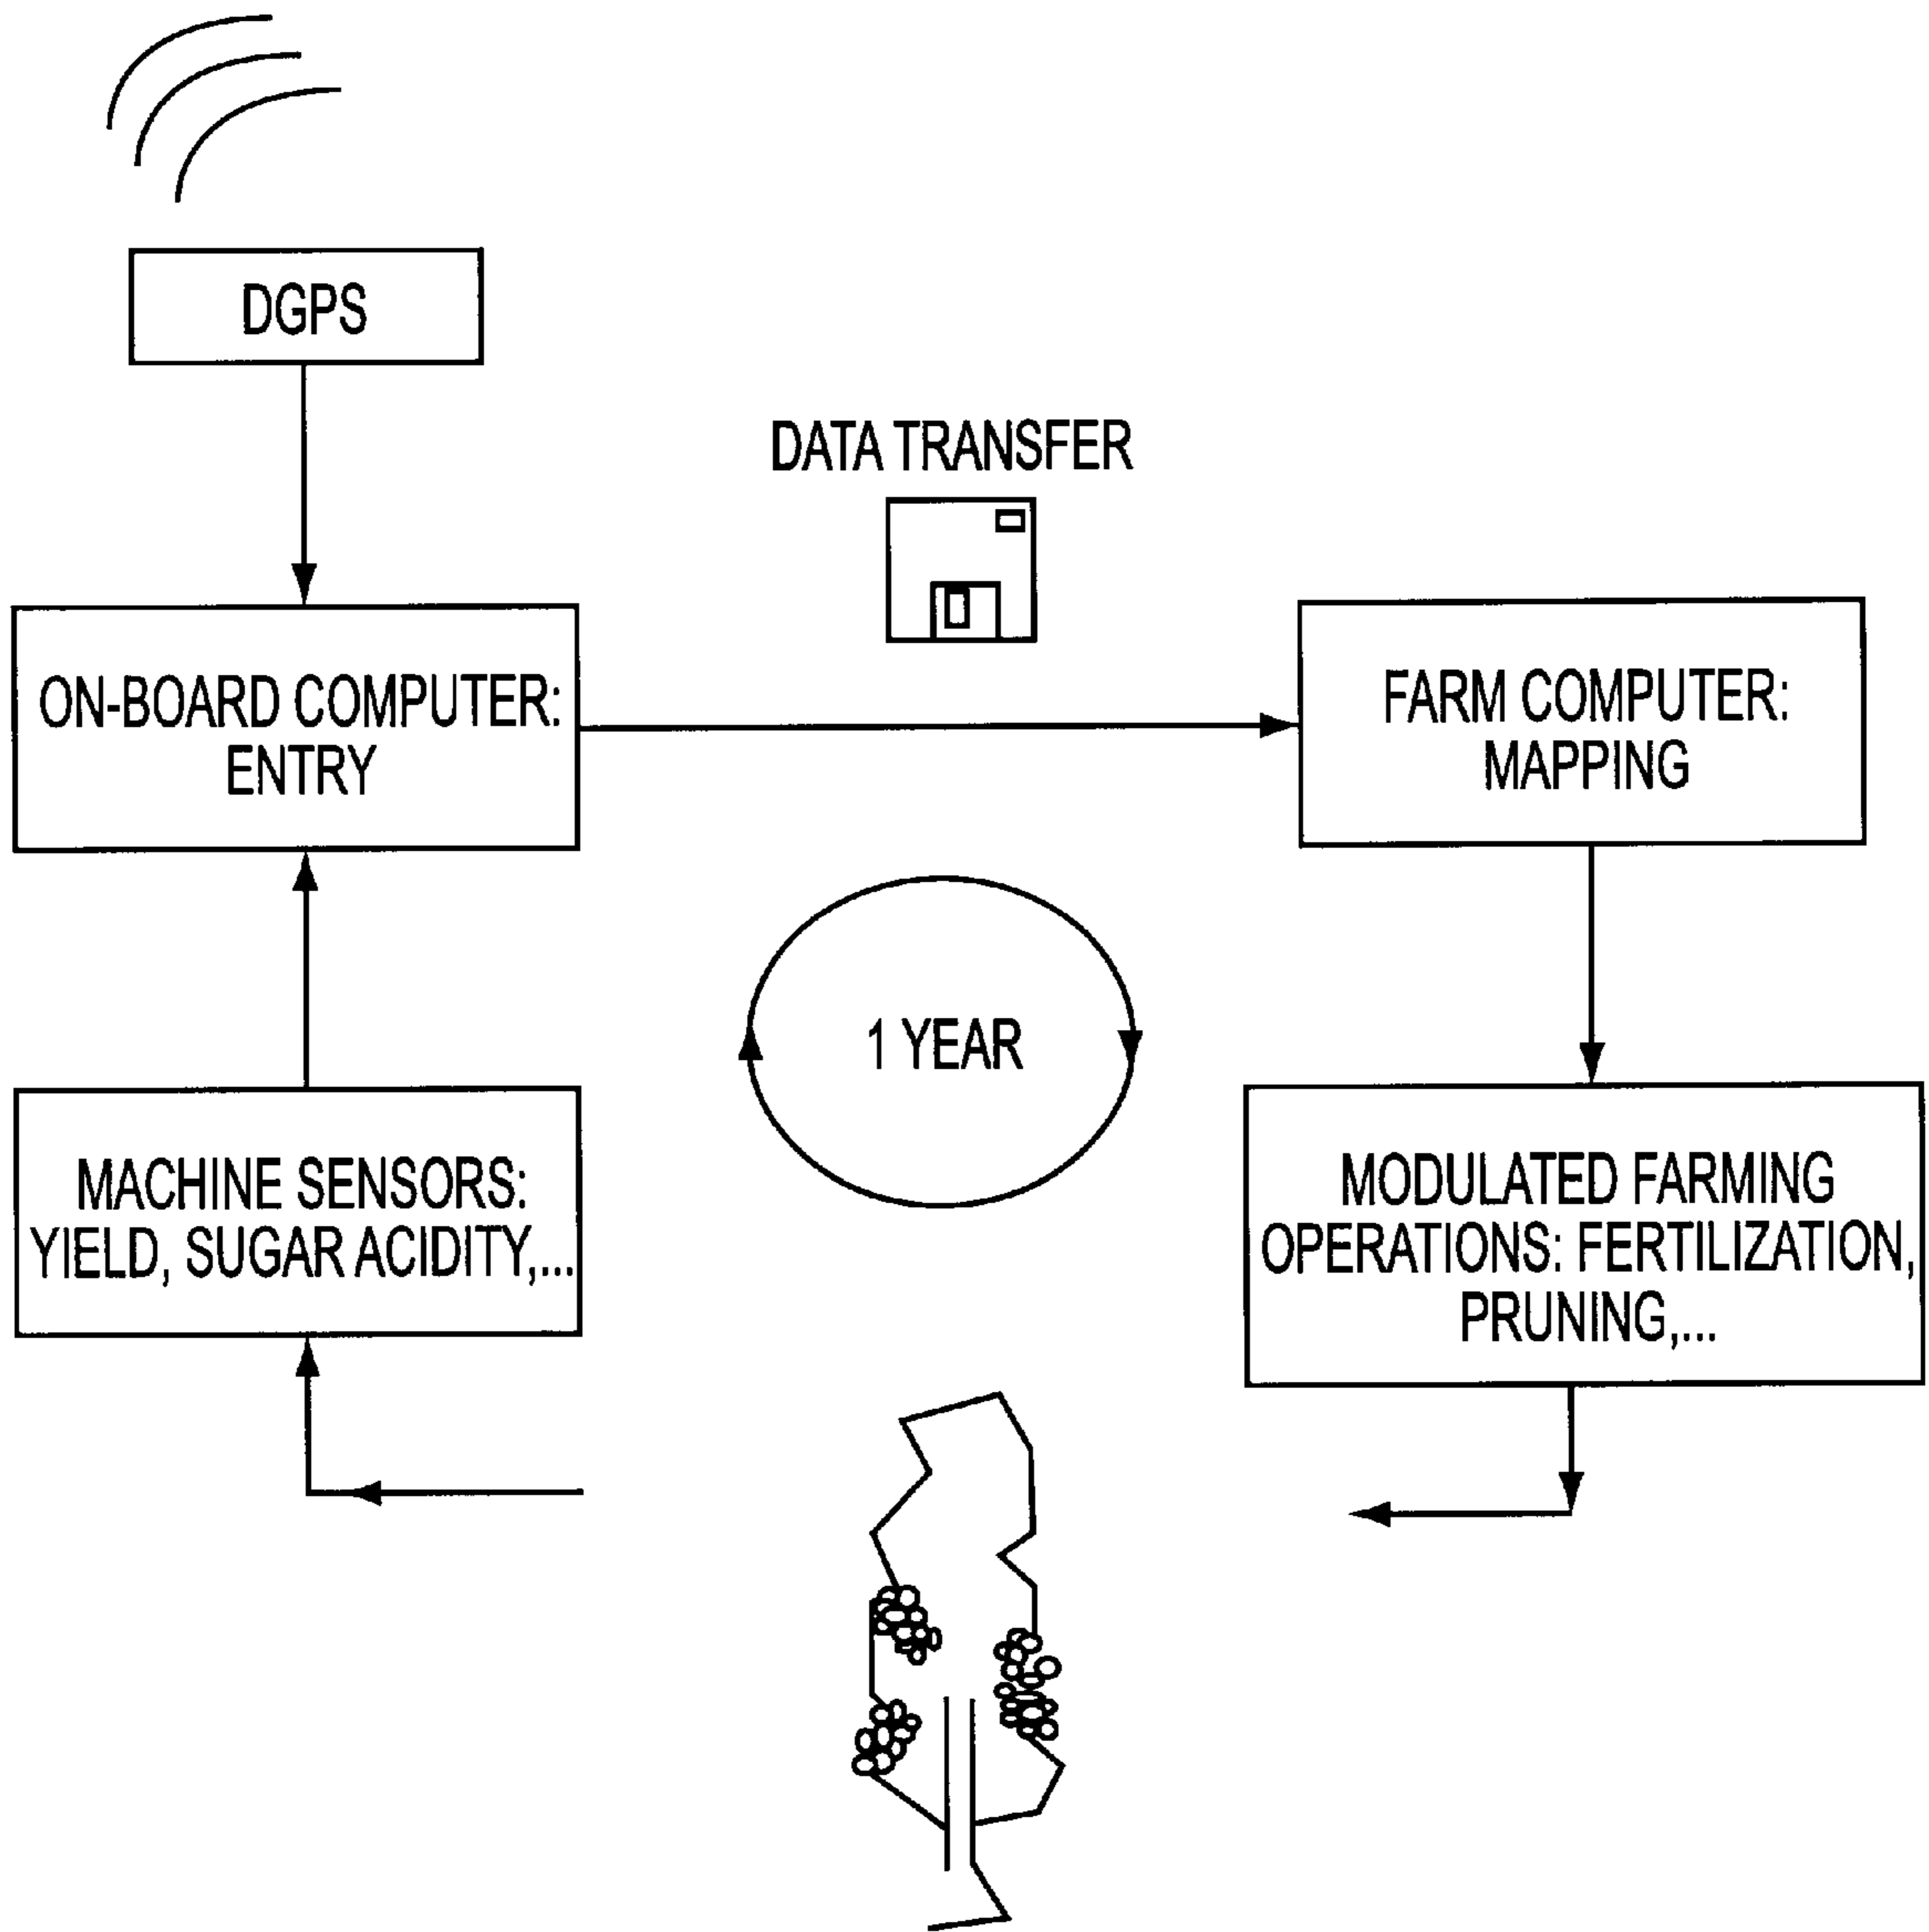 DGPS
DATA TRANSFER
ON-BOARD COMPUTER:
ENTRY
FARM COMPUTER:
MAPPING
1 YEAR
MACHINE SENSORS:
YIELD, SUGAR ACIDITY,...
MODULATED FARMING
OPERATIONS: FERTILIZATION,
PRUNING,...